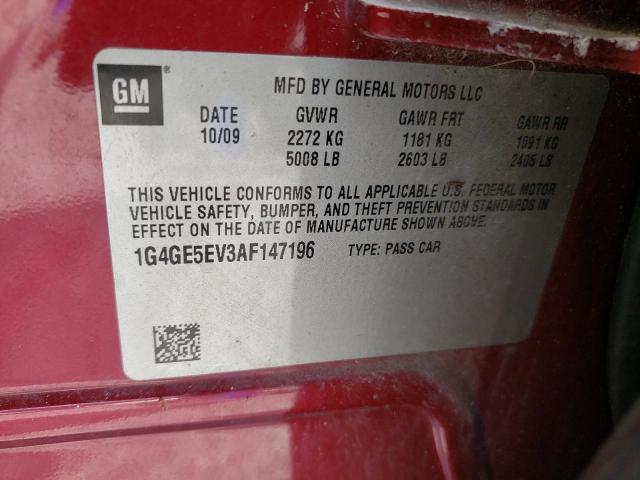 GM ®
MFD BY GENERAL MOTORS LLC
DATE GVWR GAWR FRT GAWR RR
10/09 2272 KG 1181 KG 1091 KG
5008 LB 2603 LB 2405 LB
THIS VEHICLE CONFORMS TO ALL APPLICABLE U.S. FEDERAL MOTOR
VEHICLE SAFETY, BUMPER, AND THEFT PREVENTION STANDARDS IN
EFFECT ON THE DATE OF MANUFACTURE SHOWN ABOVE.
1G4GE5EV3AF147196 TYPE: PASS CAR